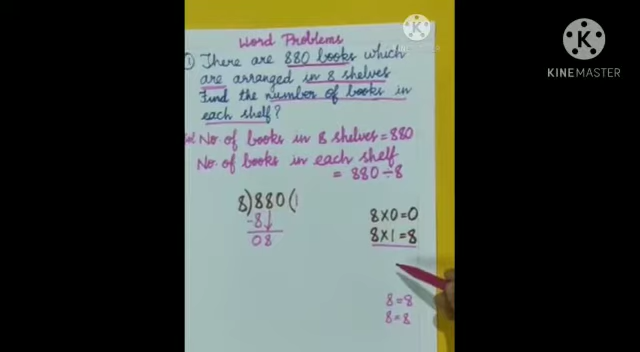 KINEMASTER
KINEMASTER
Word Problems
① There are 880 books which
are arranged in 8 shelves
Find the number of books in
each shelf?
Sol No. of books in 8 shelves = 880
No. of books in each shelf
= 880 ÷ 8
8)880(1
-8↓
08
8×0=0
8×1=8
8=8
8=8